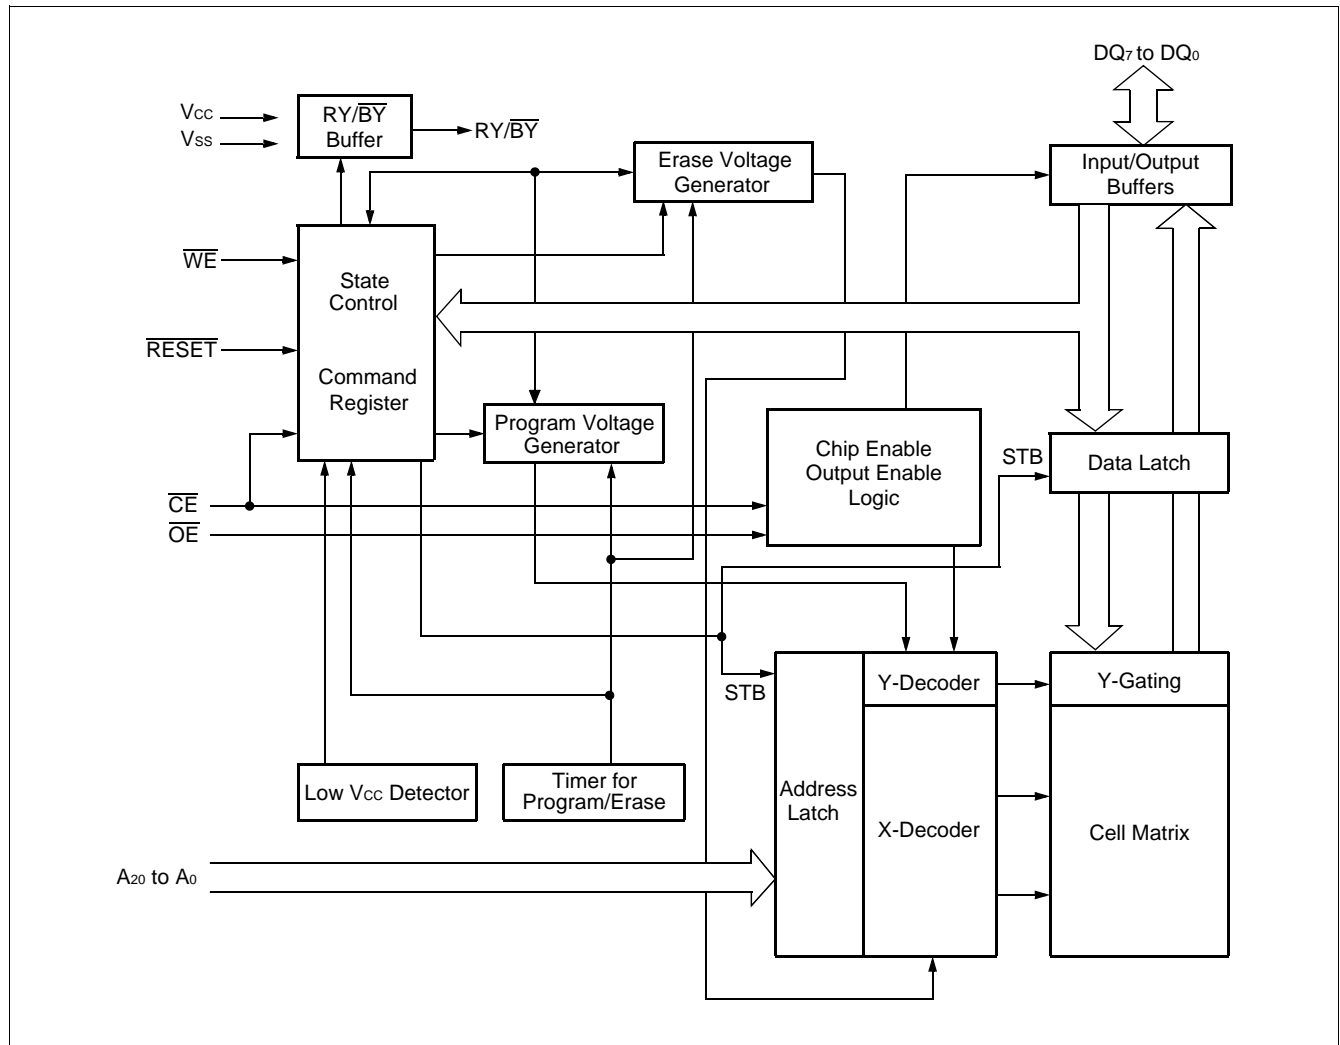 DQ7 to DQ0
VCC
VSS
RY/BY
Buffer
RY/BY
Erase Voltage
Generator
Input/Output
Buffers
WE
State
Control
RESET
Command
Register
Program Voltage
Generator
Chip Enable
Output Enable
Logic
STB
Data Latch
CE
OE
STB
Y-Decoder
Y-Gating
Low VCC Detector
Timer for
Program/Erase
Address
Latch
X-Decoder
Cell Matrix
A20 to A0